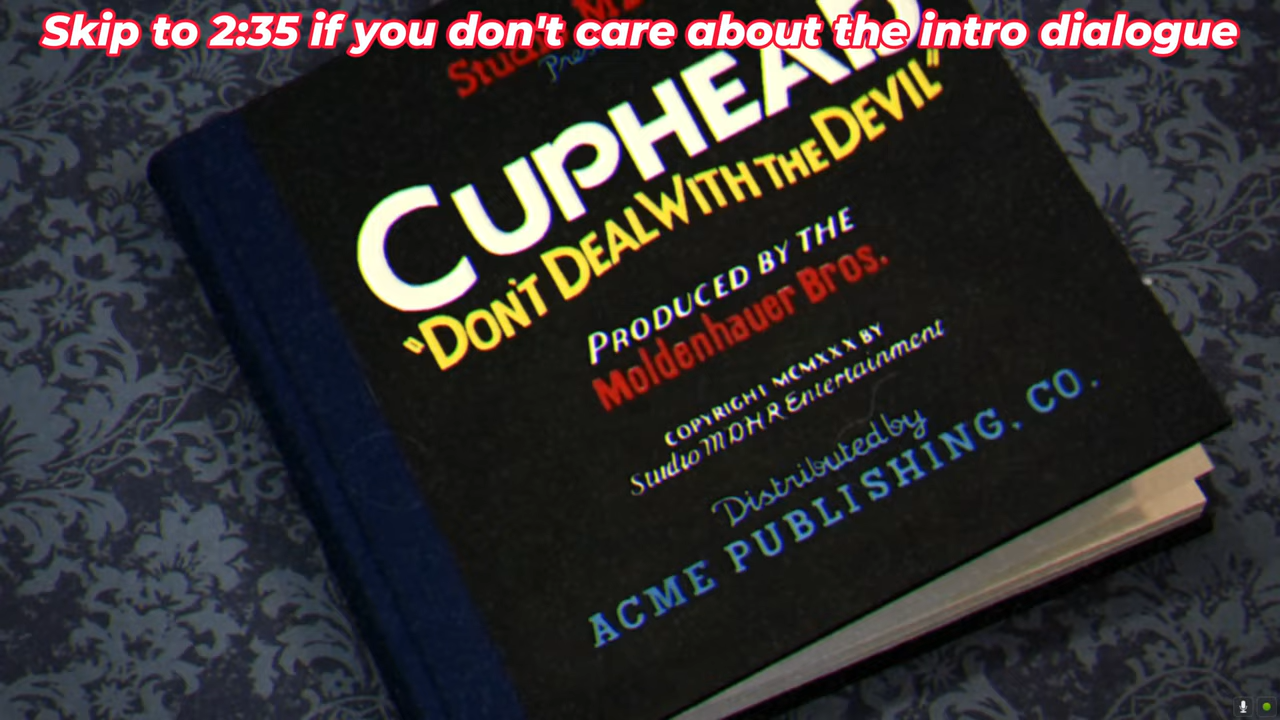 Skip to 2:35 if you don't care about the intro dialogue
CUPHEAD
"DON'T DEAL WITH THE DEVIL"
PRODUCED BY THE
Moldenhauer Bros.
COPYRIGHT MCMXXX BY
Studio MDHR Entertainment
Distributed by
ACME PUBLISHING. CO.